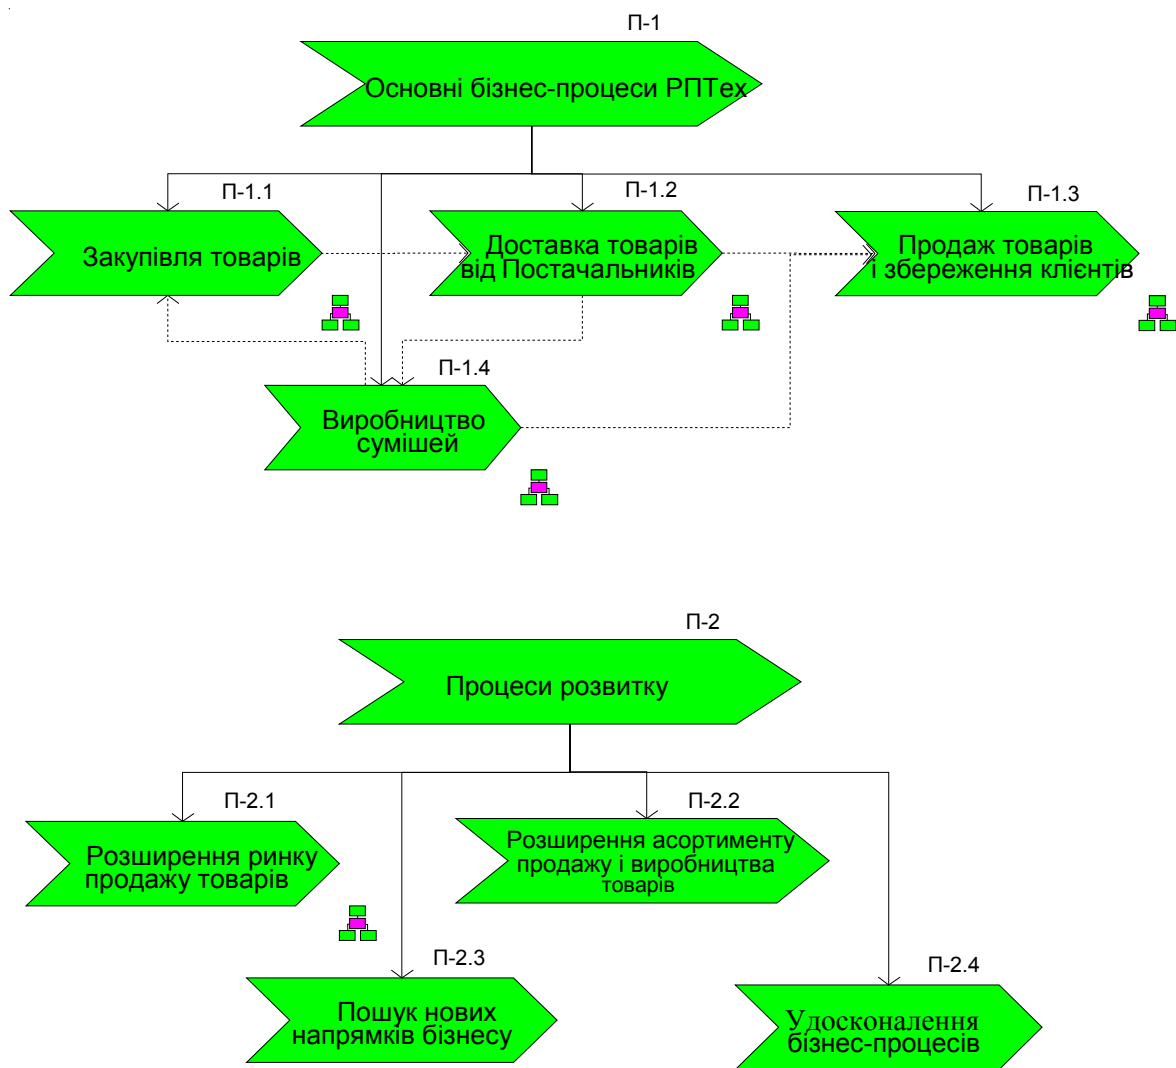 П-1
Основні бізнес-процеси РПТех
П-1.1
П-1.2
П-1.3
Закупівля товарів
Доставка товарів
від Постачальників
Продаж товарів
і збереження клієнтів
П-1.4
Виробництво
сумішей
П-2
Процеси розвитку
П-2.1
П-2.2
Розширення ринку
продажу товарів
Розширення асортименту
продажу і виробництва
товарів
П-2.3
П-2.4
Пошук нових
напрямків бізнесу
Удосконалення
бізнес-процесів